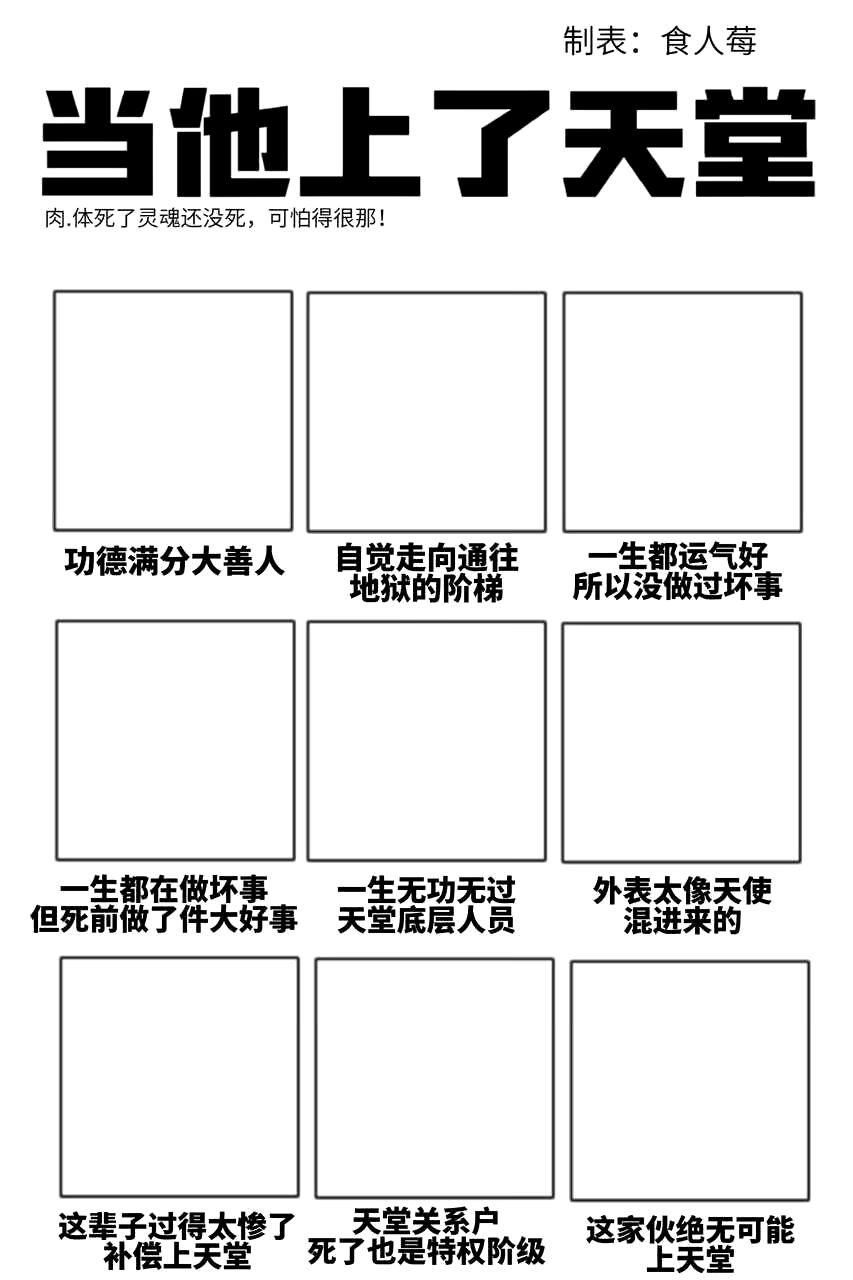 制表：食人莓
当他上了天堂
肉.体死了灵魂还没死，可怕得很那！
功德满分大善人
自觉走向通往
地狱的阶梯
一生都运气好
所以没做过坏事
一生都在做坏事
但死前做了件大好事
一生无功无过
天堂底层人员
外表太像天使
混进来的
这辈子过得太惨了
补偿上天堂
天堂关系户
死了也是特权阶级
这家伙绝无可能
上天堂